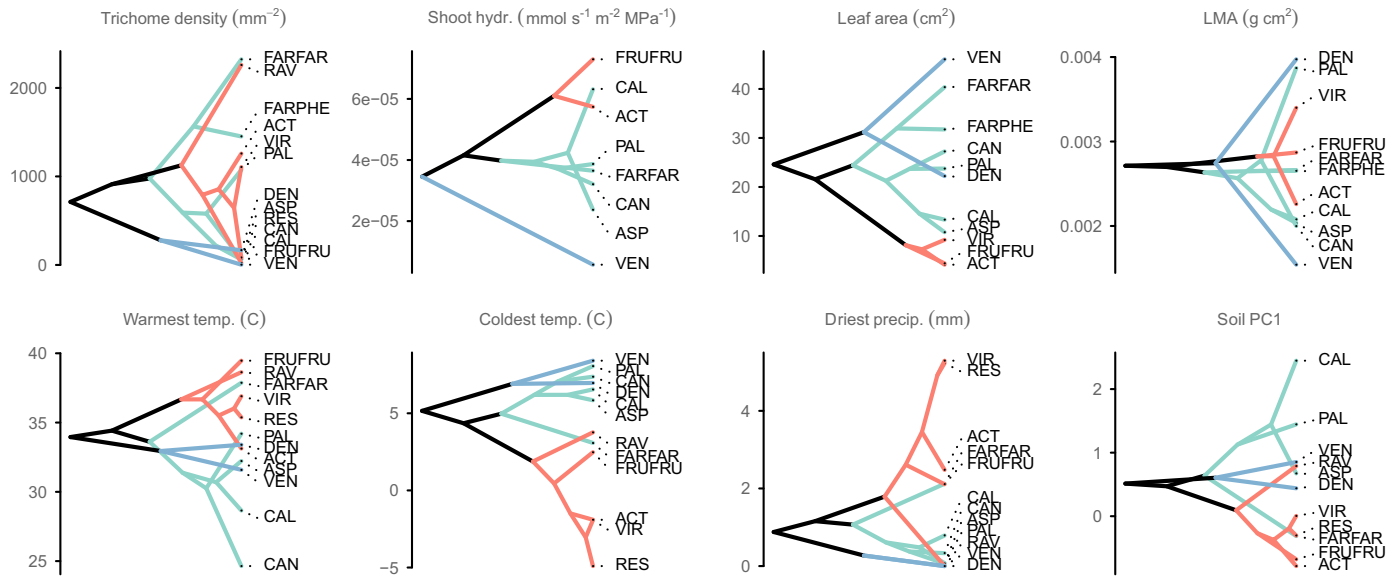 Trichome density (mm⁻²)
2000
1000
0
FARFAR
RAV
FARPHE
ACT
VIR
PAL
DEN
ASP
RES
CAN
CAL
FRUFRU
VEN
Shoot hydr. (mmol s⁻¹ m⁻² MPa⁻¹)
6e−05
4e−05
2e−05
FRUFRU
CAL
ACT
PAL
FARFAR
CAN
ASP
VEN
Leaf area (cm²)
40
30
20
10
VEN
FARFAR
FARPHE
CAN
PAL
DEN
CAL
ASP
VIR
FRUFRU
ACT
LMA (g cm²)
0.004
0.003
0.002
DEN
PAL
VIR
FRUFRU
FARFAR
FARPHE
ACT
CAL
ASP
CAN
VEN
Warmest temp. (C)
40
35
30
25
FRUFRU
RAV
FARFAR
VIR
RES
PAL
DEN
ACT
ASP
VEN
CAL
CAN
Coldest temp. (C)
5
0
−5
VEN
PAL
CAN
DEN
CAL
ASP
RAV
FARFAR
FRUFRU
ACT
VIR
RES
Driest precip. (mm)
4
2
0
VIR
RES
ACT
FARFAR
FRUFRU
CAL
CAN
ASP
PAL
RAV
VEN
DEN
Soil PC1
2
1
0
CAL
PAL
VEN
RAV
ASP
DEN
VIR
RES
FARFAR
FRUFRU
ACT